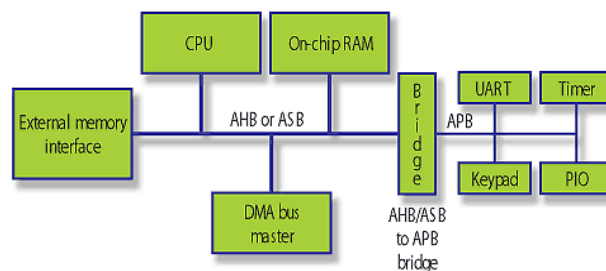 CPU
On-chip RAM
External memory
interface
AHB or ASB
Bridge
APB
UART
Timer
Keypad
PIO
DMA bus
master
AHB/ASB
to APB
bridge